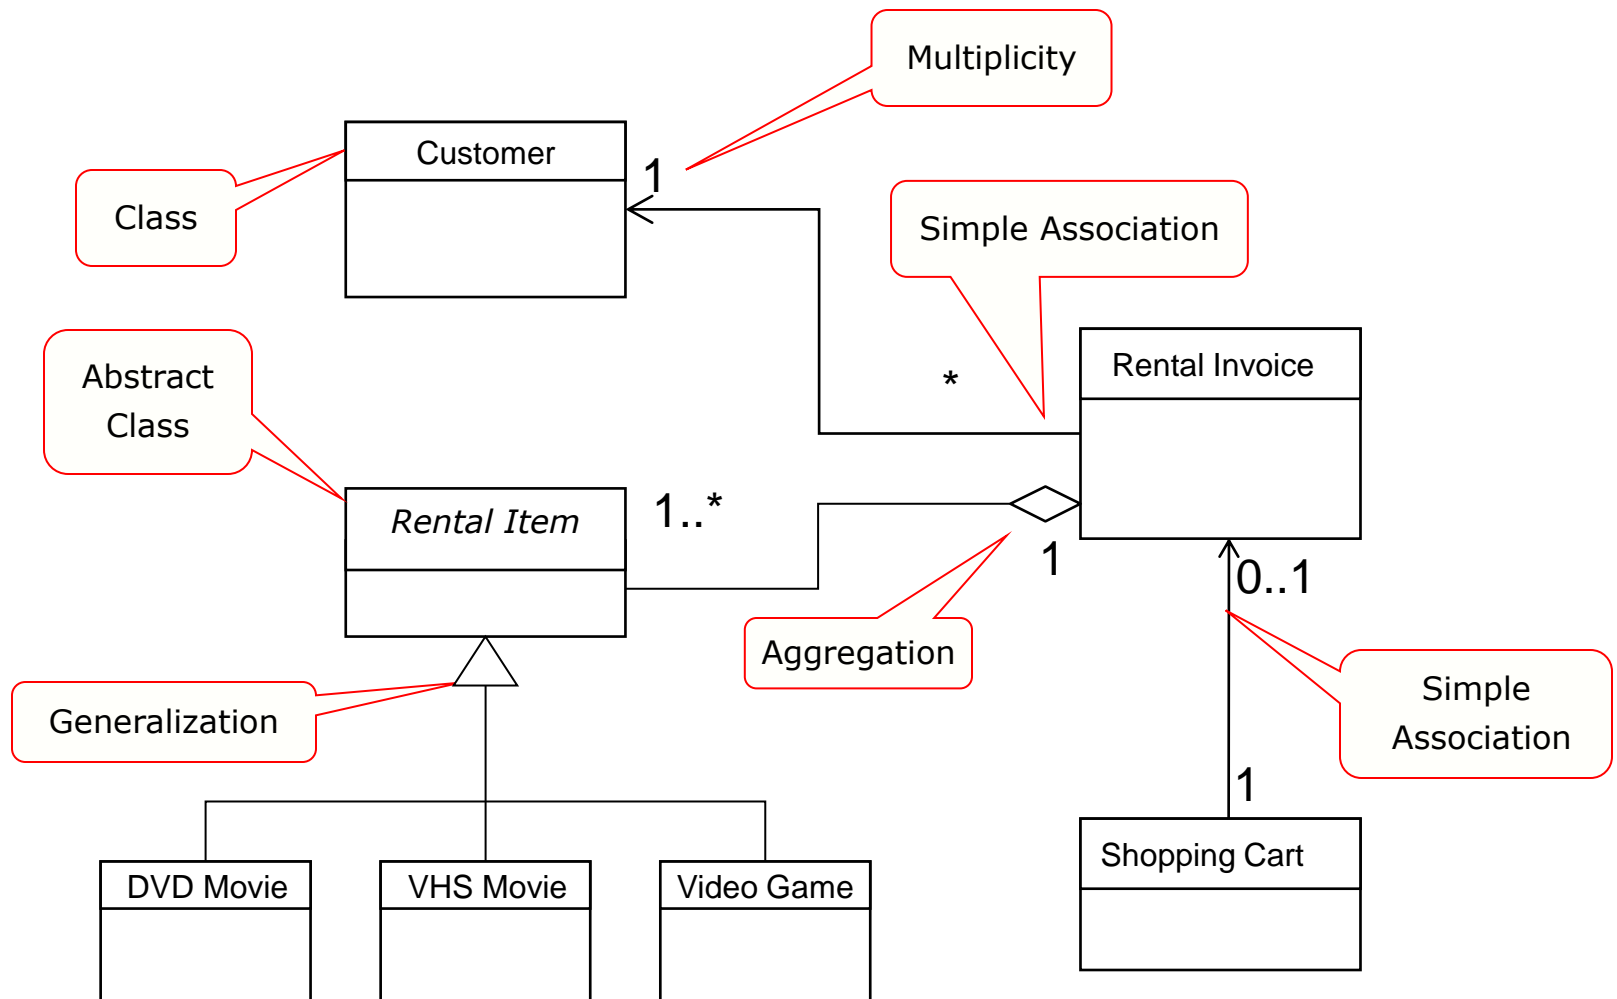 Multiplicity
Customer
1
Class
Simple Association
Abstract
Class
Rental Invoice
*
Rental Item
1..*
1
0..1
Aggregation
Generalization
Simple
Association
1
Shopping Cart
DVD Movie
VHS Movie
Video Game